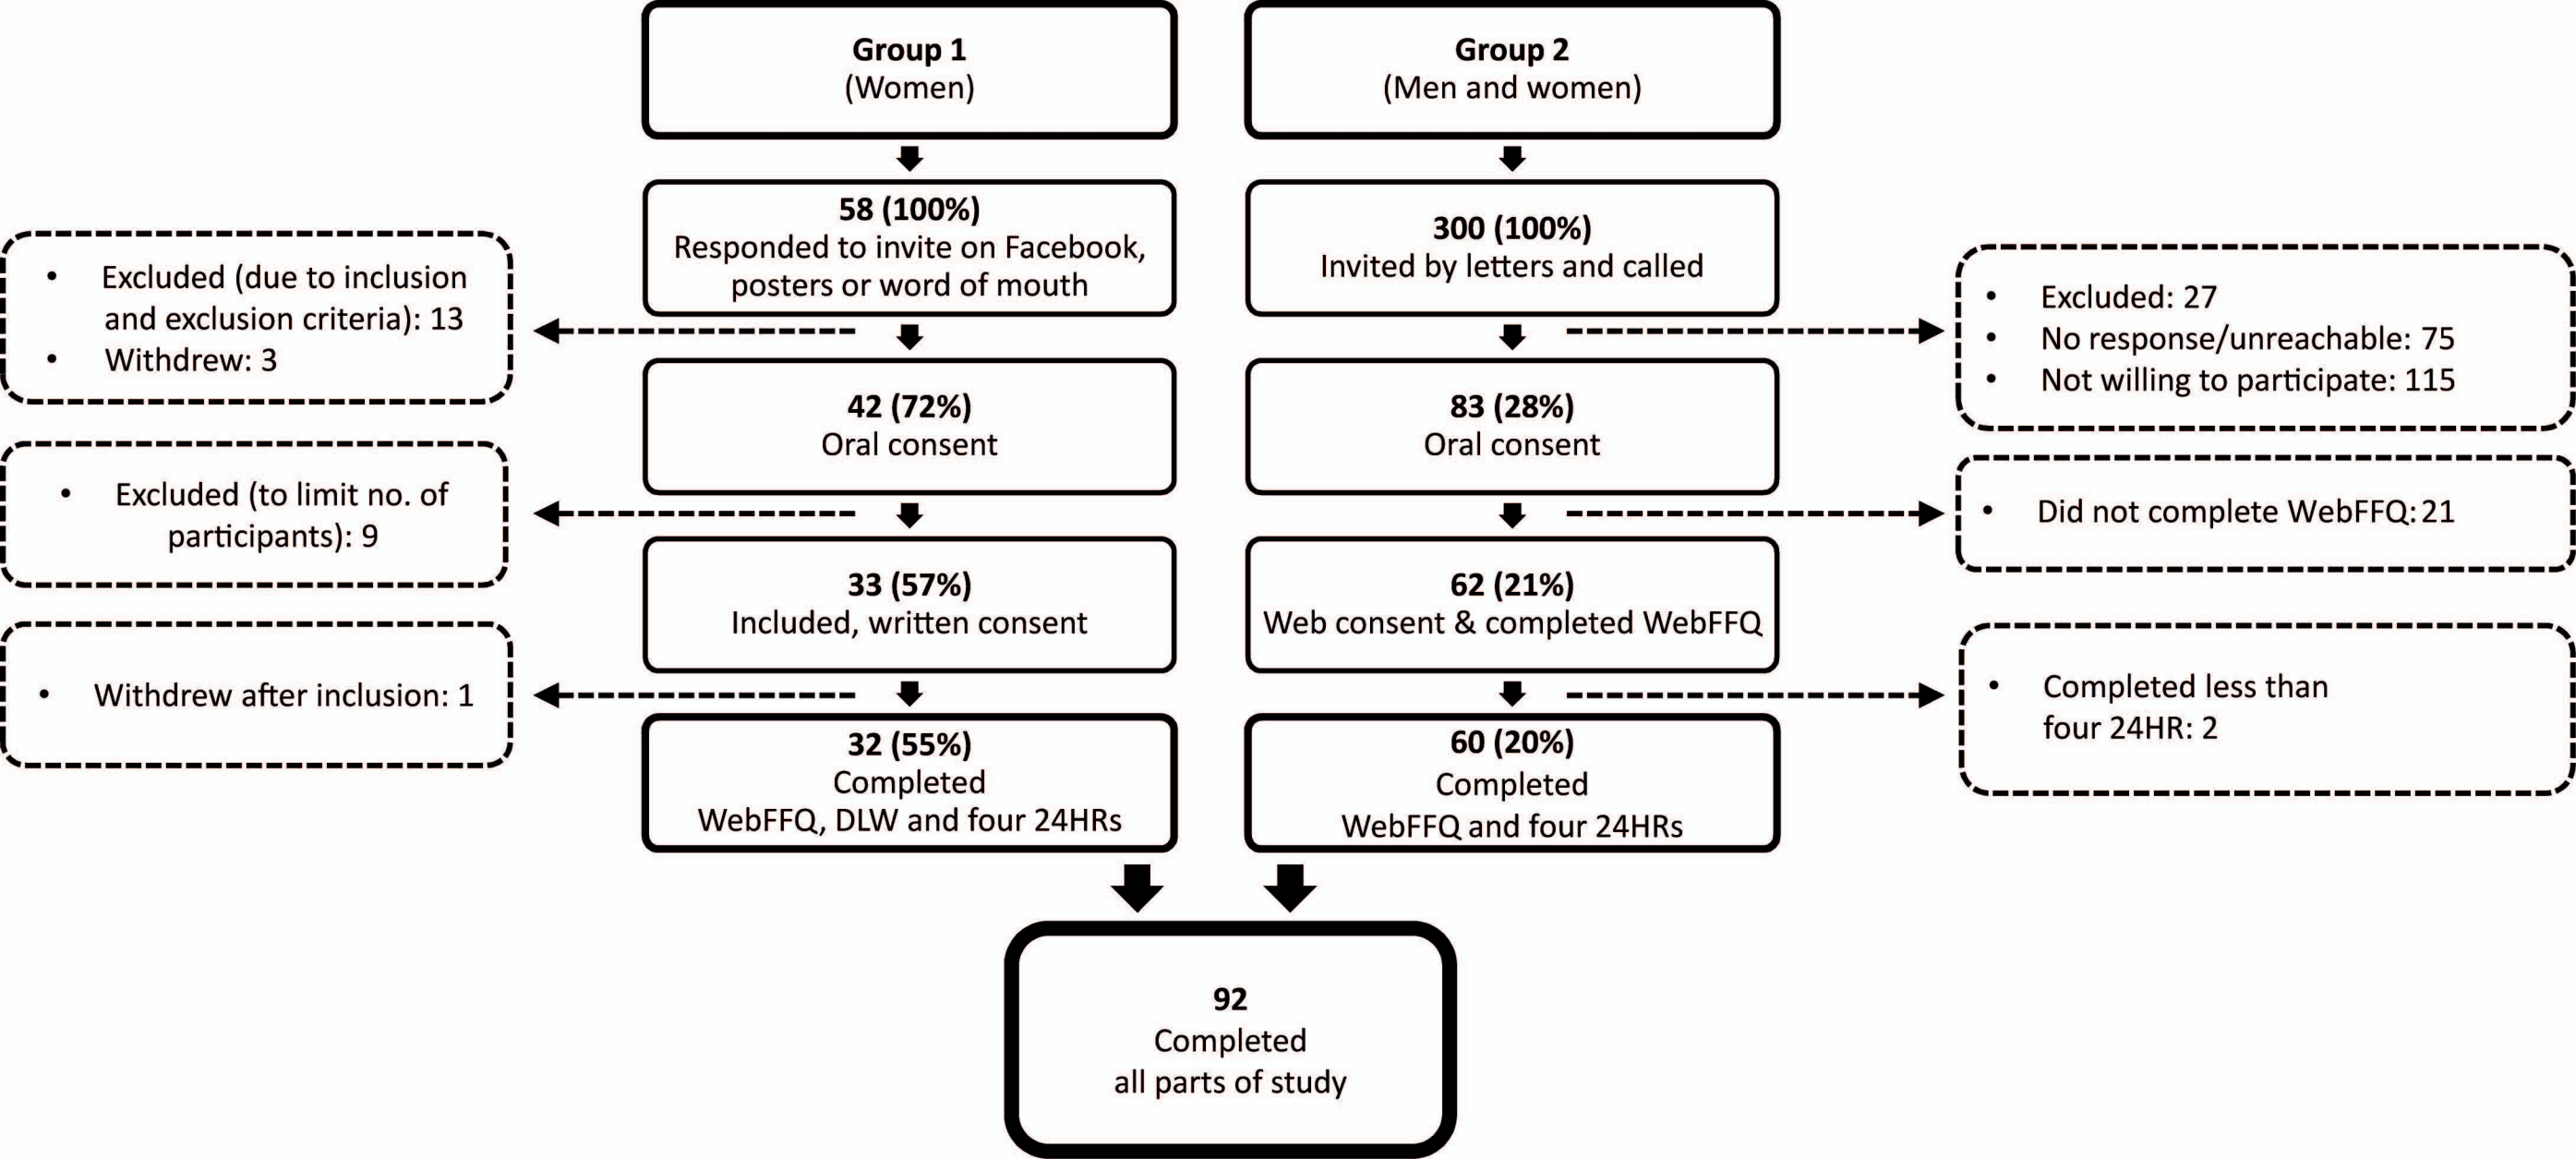 Group 1
(Women)
Group 2
(Men and women)
58 (100%)
Responded to invite on Facebook,
posters or word of mouth
300 (100%)
Invited by letters and called
• Excluded (due to inclusion
and exclusion criteria): 13
• Withdrew: 3
• Excluded: 27
• No response/unreachable: 75
• Not willing to participate: 115
42 (72%)
Oral consent
83 (28%)
Oral consent
• Excluded (to limit no. of
participants): 9
• Did not complete WebFFQ: 21
33 (57%)
Included, written consent
62 (21%)
Web consent & completed WebFFQ
• Withdrew after inclusion: 1
• Completed less than
four 24HR: 2
32 (55%)
Completed
WebFFQ, DLW and four 24HRs
60 (20%)
Completed
WebFFQ and four 24HRs
92
Completed
all parts of study